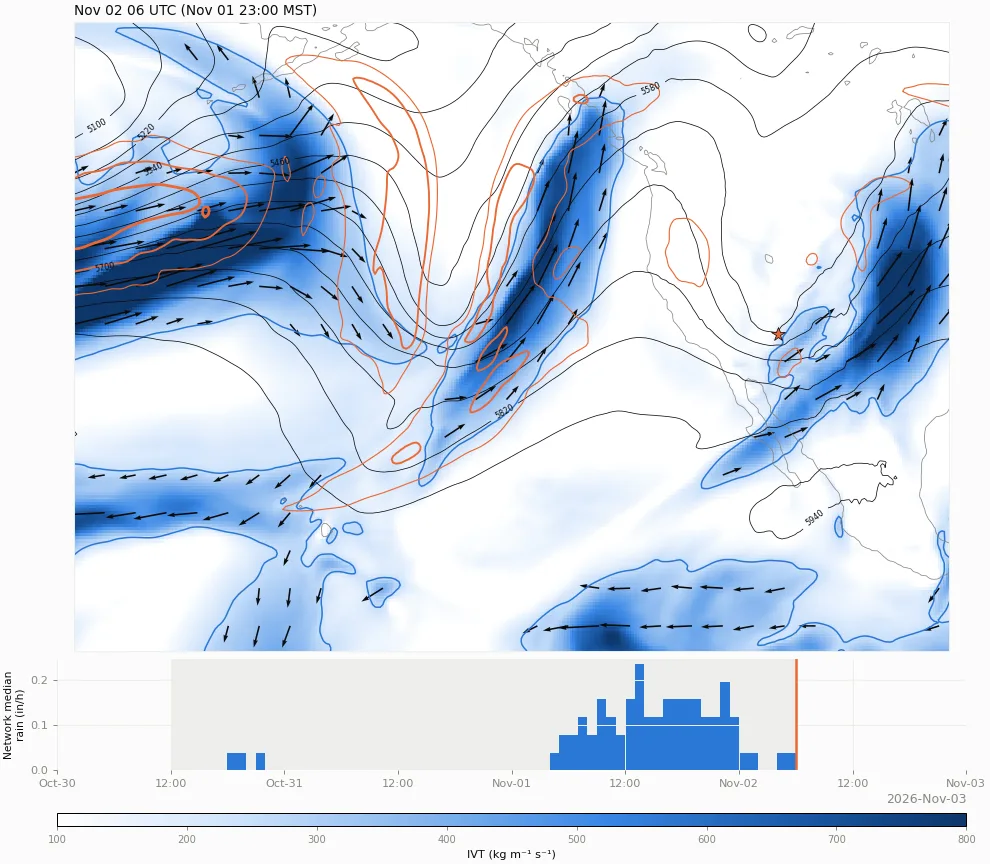 Nov 02 06 UTC (Nov 01 23:00 MST)
5100
5220
5340
5460
5580
5700
5820
5940
Network median
rain (in/h)
0.2
0.1
0.0
Oct-30
12:00
Oct-31
12:00
Nov-01
12:00
Nov-02
12:00
Nov-03
2026-Nov-03
100
200
300
400
500
600
700
800
IVT (kg m⁻¹ s⁻¹)